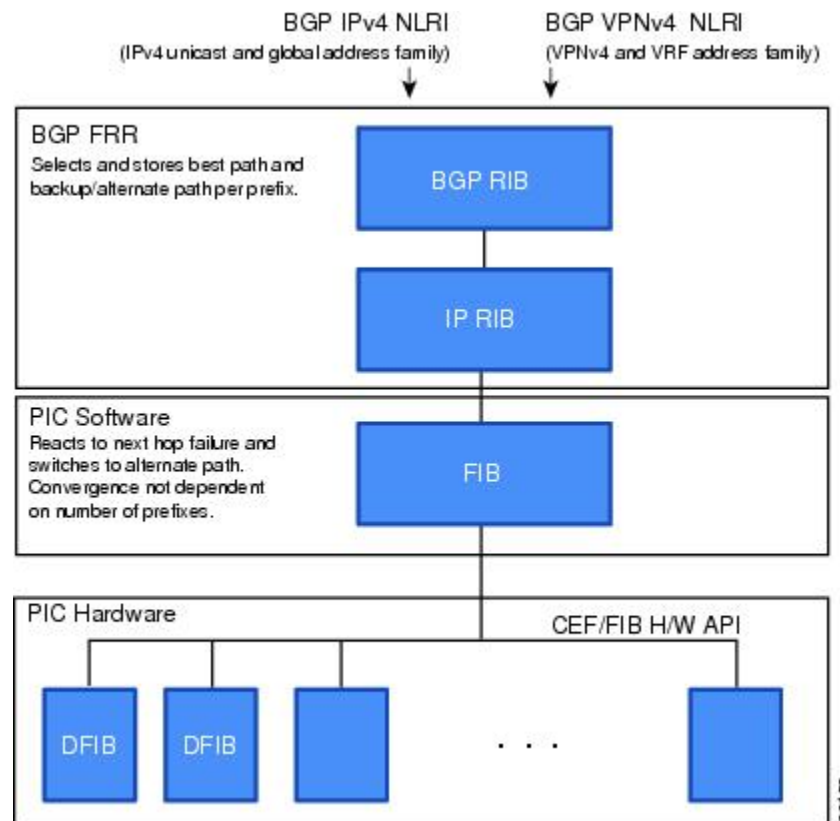 BGP IPv4 NLRI
(IPv4 unicast and global address family)
BGP VPNv4 NLRI
(VPNv4 and VRF address family)
BGP FRR
Selects and stores best path and
backup/alternate path per prefix.
BGP RIB
IP RIB
PIC Software
Reacts to next hop failure and
switches to alternate path.
Convergence not dependent
on number of prefixes.
FIB
PIC Hardware
CEF/FIB H/W API
DFIB
DFIB
. . .